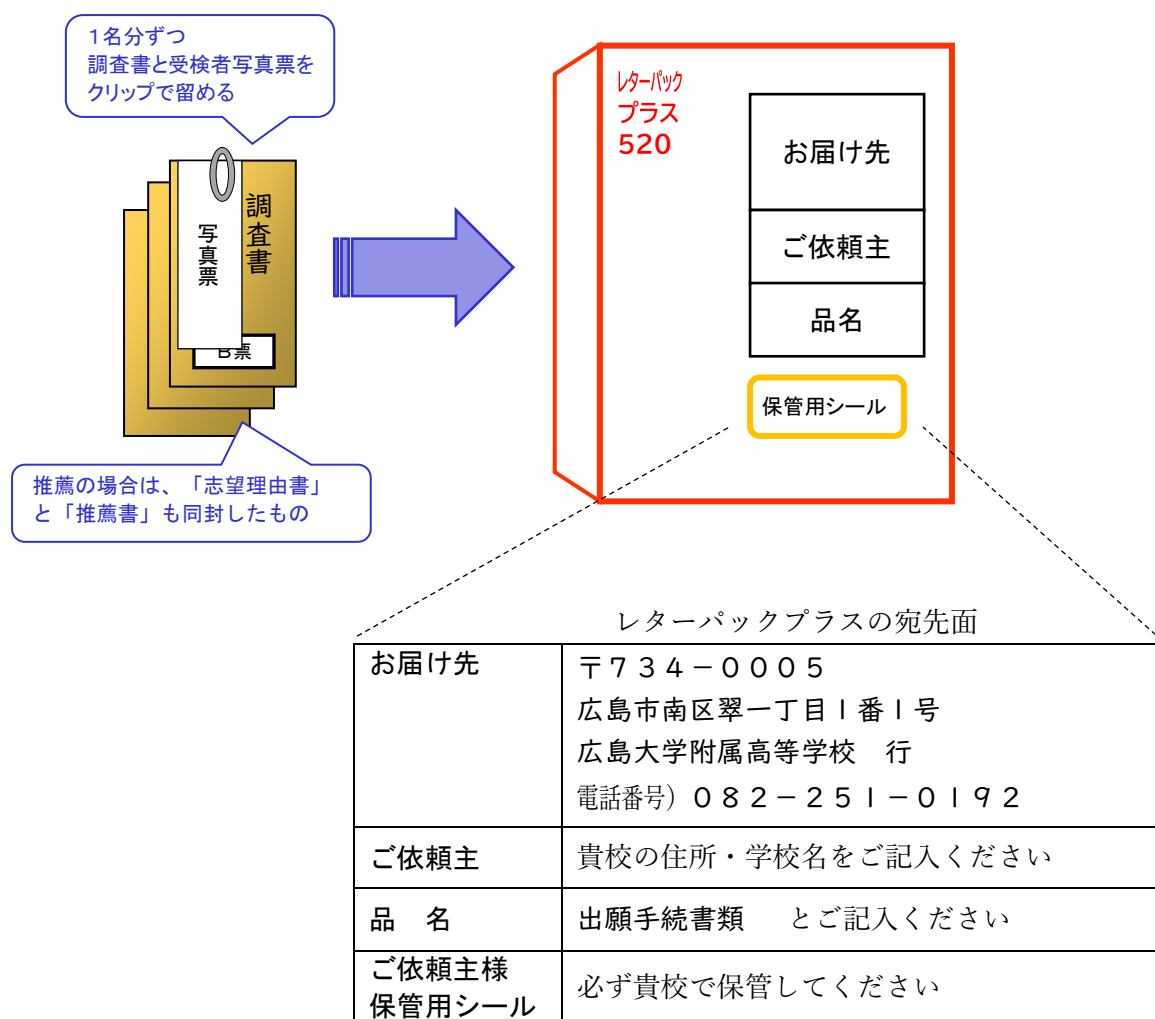 １名分ずつ
調査書と受検者写真票を
クリップで留める
調査書
写真票
B票
推薦の場合は、「志望理由書」
と「推薦書」も同封したもの
レターパック
プラス
520
お届け先
ご依頼主
品名
保管用シール
レターパックプラスの宛先面
お届け先
〒７３４－０００５
広島市南区翠一丁目１番１号
広島大学附属高等学校　行
電話番号）０８２－２５１－０１９２
ご依頼主
貴校の住所・学校名をご記入ください
品　名
出願手続書類　とご記入ください
ご依頼主様
保管用シール
必ず貴校で保管してください